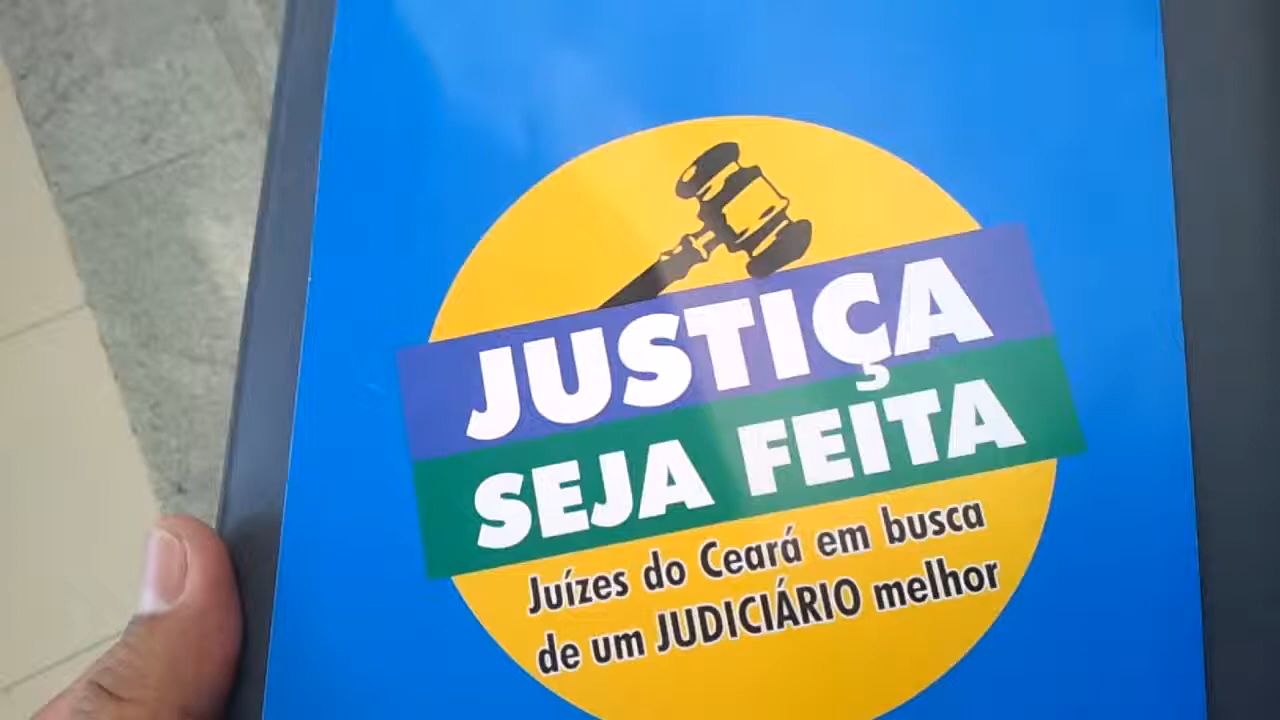 JUSTIÇA
SEJA FEITA
Juízes do Ceará em busca
de um JUDICIÁRIO melhor